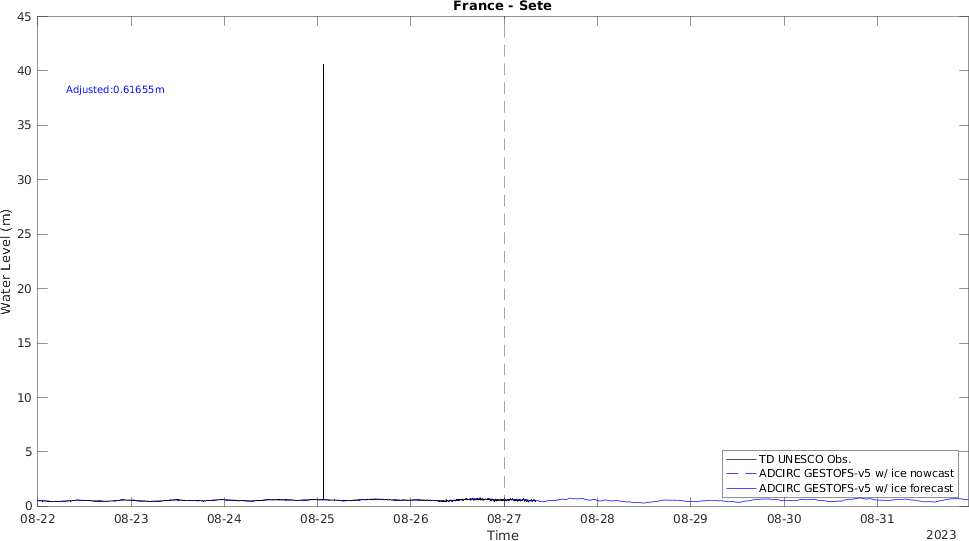 France - Sete
45
40
35
30
25
20
15
10
5
0
Water Level (m)
Adjusted:0.61655m
TD UNESCO Obs.
ADCIRC GESTOFS-v5 w/ ice nowcast
ADCIRC GESTOFS-v5 w/ ice forecast
08-22 08-23 08-24 08-25 08-26 08-27 08-28 08-29 08-30 08-31
Time
2023